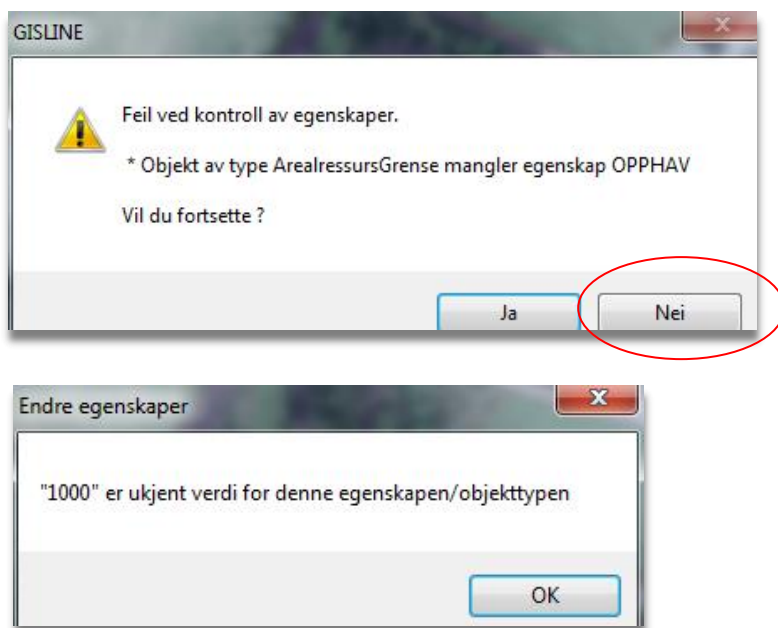 GISLINE
Feil ved kontroll av egenskaper.
* Objekt av type ArealressursGrense mangler egenskap OPPHAV
Vil du fortsette ?
Ja
Nei
Endre egenskaper
"1000" er ukjent verdi for denne egenskapen/objekttypen
OK